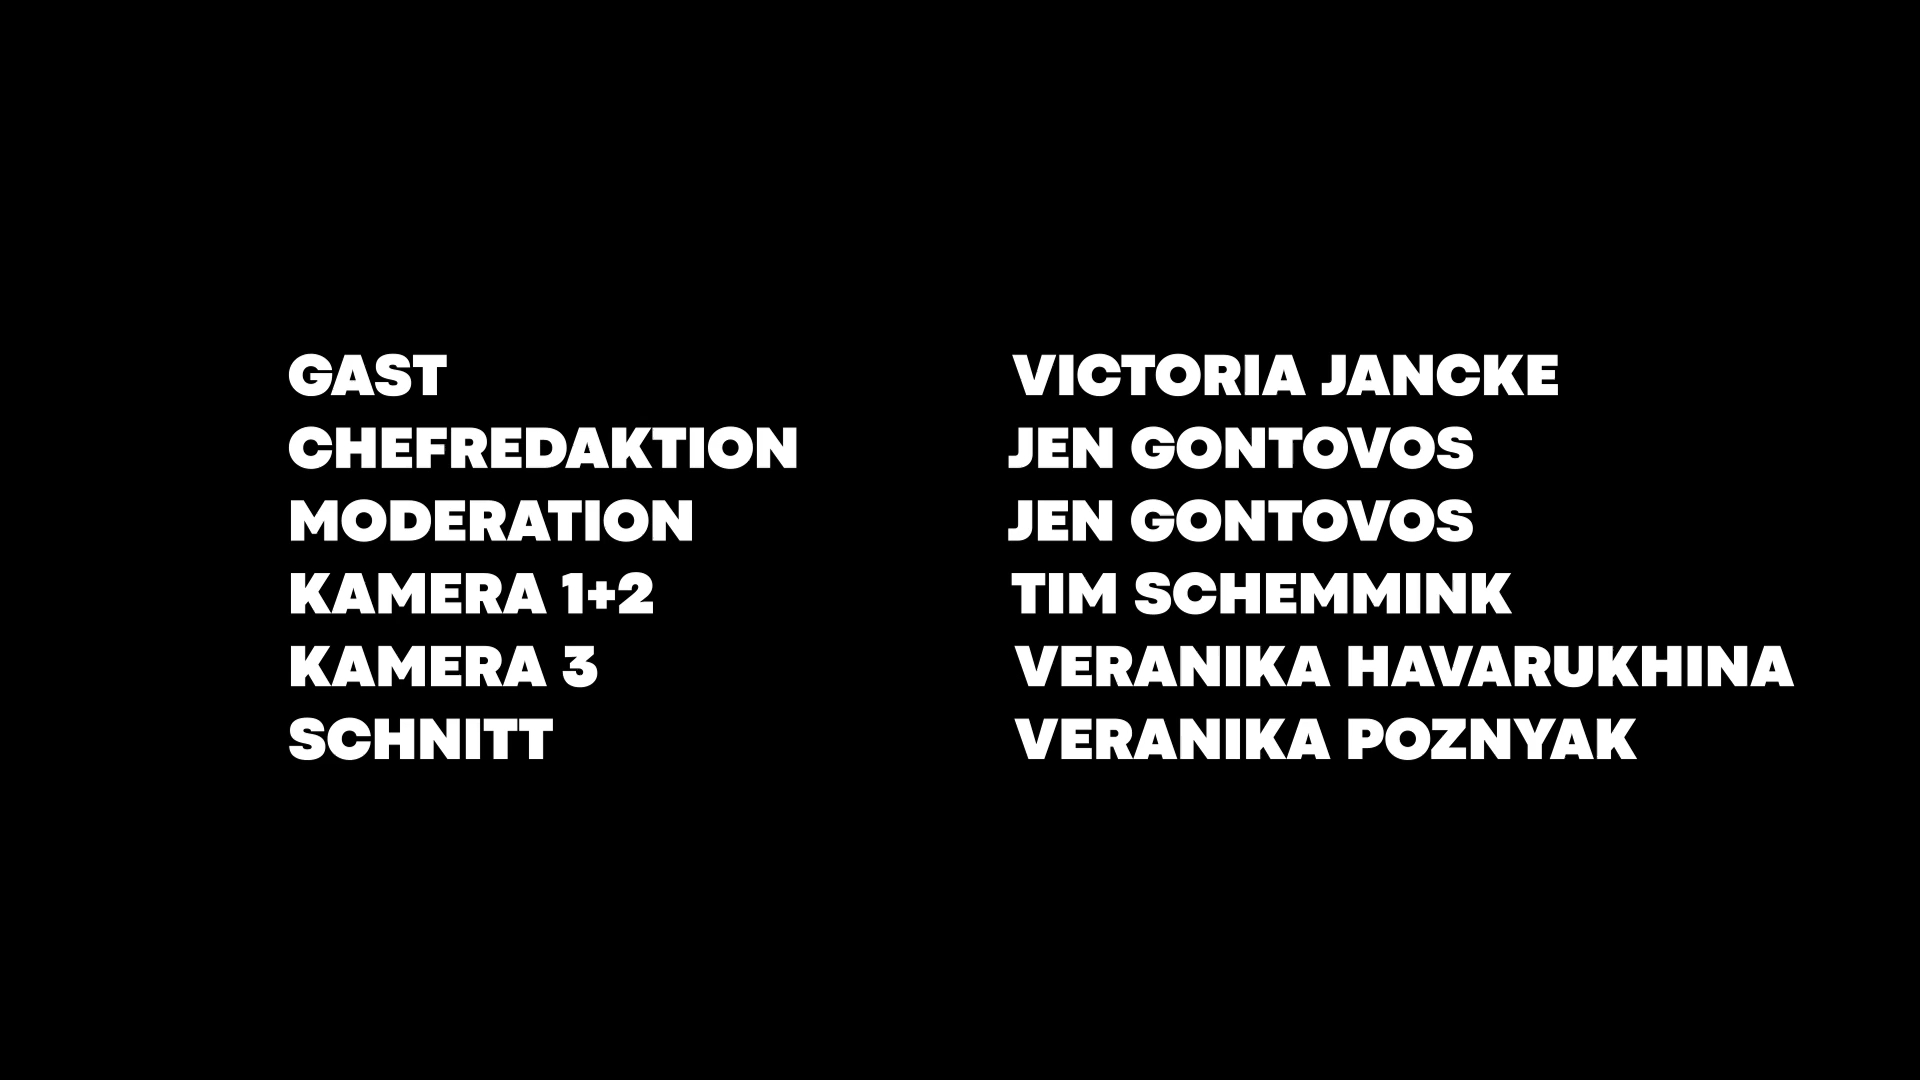 GAST VICTORIA JANCKE
CHEFREDAKTION JEN GONTOVOS
MODERATION JEN GONTOVOS
KAMERA 1+2 TIM SCHEMMINK
KAMERA 3 VERANIKA HAVARUKHINA
SCHNITT VERANIKA POZNYAK